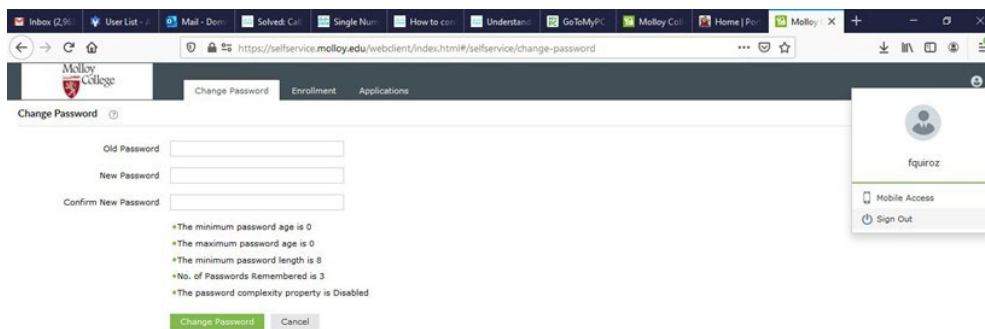 Inbox (2,96 User List - A Mail - Dom Solved: Call Single Num How to con Understand GoToMyPC Molloy Coll Home | Por Molloy C
https://selfservice.molloy.edu/webclient/index.html#/selfservice/change-password
Molloy
College
Change Password Enrollment Applications
Change Password
Old Password
New Password
Confirm New Password
The minimum password age is 0
The maximum password age is 0
The minimum password length is 8
No. of Passwords Remembered is 3
The password complexity property is Disabled
Change Password Cancel
fquiroz
Mobile Access
Sign Out